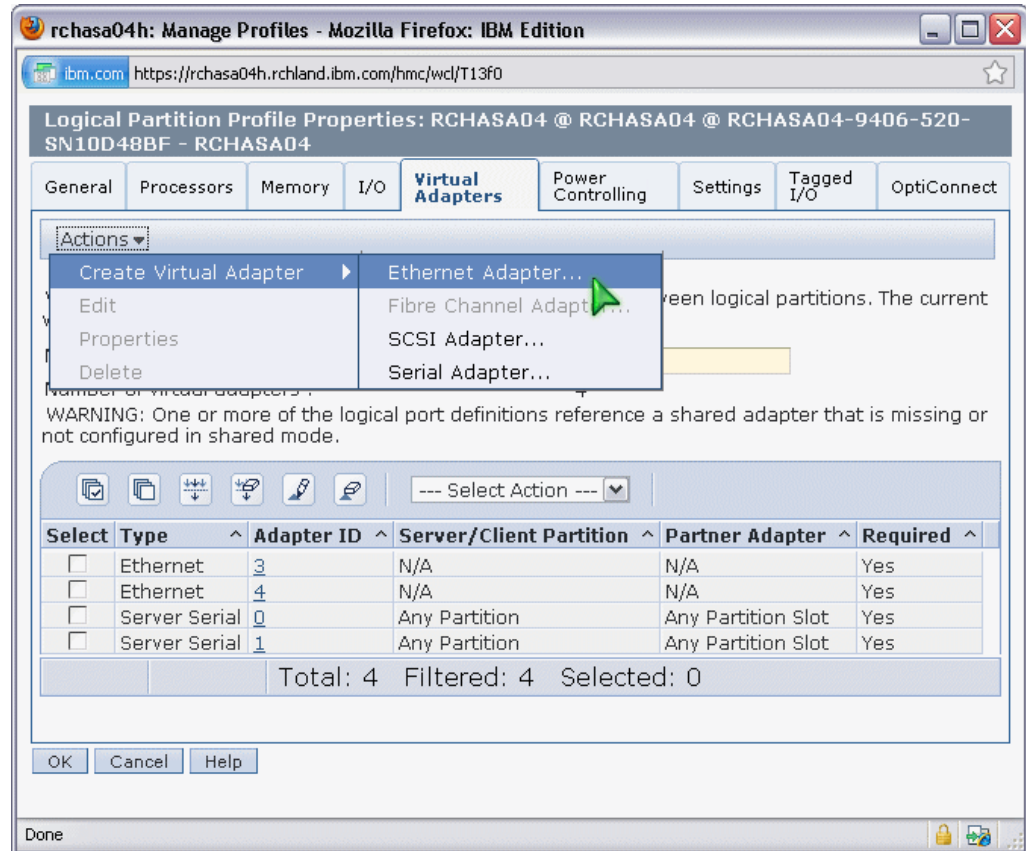 rchasa04h: Manage Profiles - Mozilla Firefox: IBM Edition
ibm.com https://rchasa04h.rchland.ibm.com/hmc/wcl/T13f0
Logical Partition Profile Properties: RCHASA04 @ RCHASA04 @ RCHASA04-9406-520-
SN10D48BF - RCHASA04
General Processors Memory I/O Virtual Adapters Power Controlling Settings Tagged I/O OptiConnect
Actions
Create Virtual Adapter Ethernet Adapter...
Edit Fibre Channel logical partitions. The current
Properties SCSI Adapter...
Delete Serial Adapter...
Number of virtual adapters : 4
WARNING: One or more of the logical port definitions reference a shared adapter that is missing or
not configured in shared mode.
--- Select Action ---
Select Type ^ Adapter ID ^ Server/Client Partition ^ Partner Adapter ^ Required ^
Ethernet 3 N/A N/A Yes
Ethernet 4 N/A N/A Yes
Server Serial 0 Any Partition Any Partition Slot Yes
Server Serial 1 Any Partition Any Partition Slot Yes
Total: 4 Filtered: 4 Selected: 0
OK Cancel Help
Done